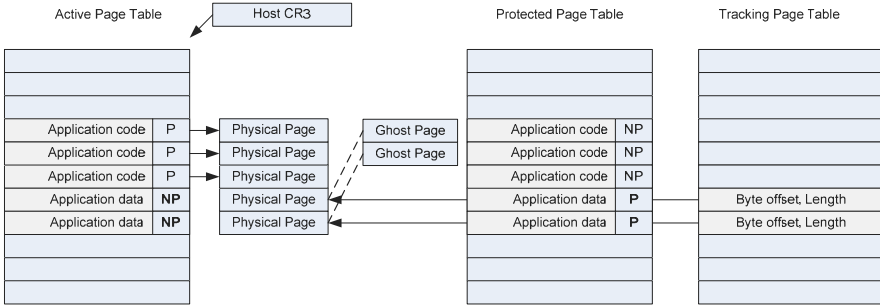 Active Page Table
Host CR3
Protected Page Table
Tracking Page Table
Application code P
Physical Page
Ghost Page
Application code NP
Application code P
Physical Page
Ghost Page
Application code NP
Application code P
Physical Page
Application code NP
Application data NP
Physical Page
Application data P
Byte offset, Length
Application data NP
Physical Page
Application data P
Byte offset, Length